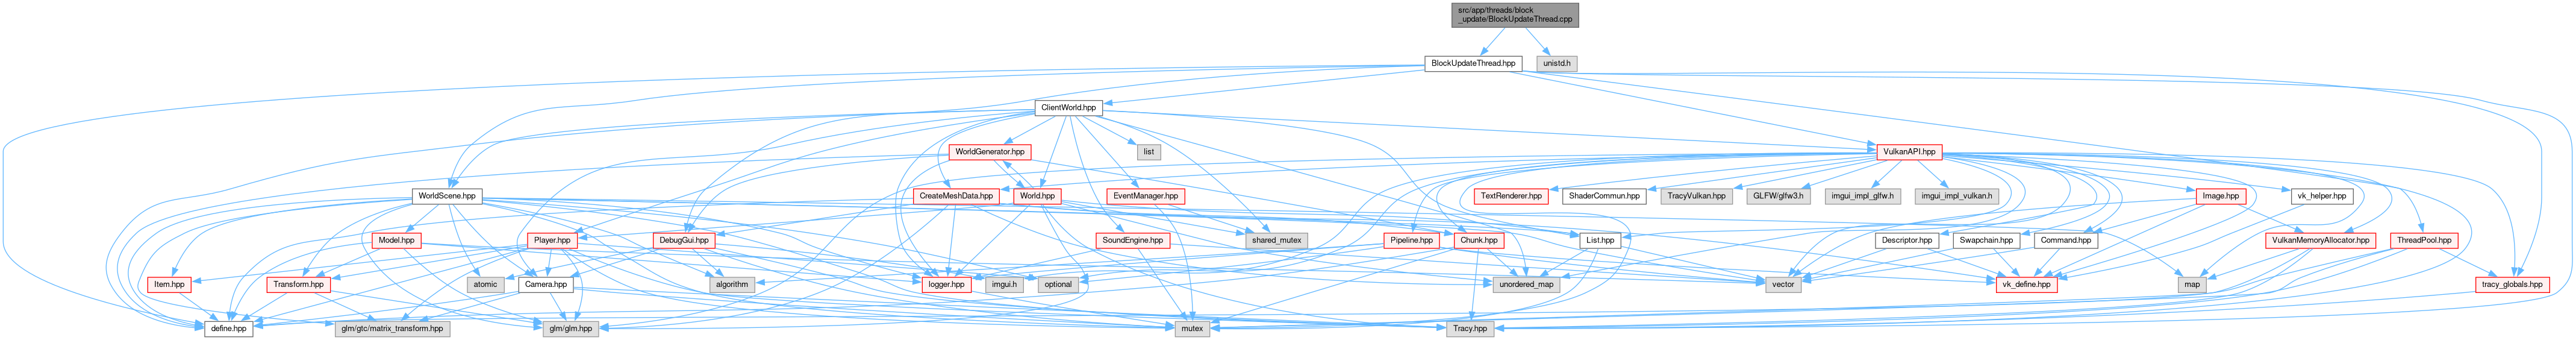 src/app/threads/block
_update/BlockUpdateThread.cpp
BlockUpdateThread.hpp
unistd.h
ClientWorld.hpp
WorldGenerator.hpp
list
VulkanAPI.hpp
WorldScene.hpp
CreateMeshData.hpp
World.hpp
EventManager.hpp
TextRenderer.hpp
ShaderCommun.hpp
TracyVulkan.hpp
GLFW/glfw3.h
imgui_impl_glfw.h
imgui_impl_vulkan.h
Image.hpp
vk_helper.hpp
Model.hpp
Player.hpp
DebugGui.hpp
SoundEngine.hpp
shared_mutex
Pipeline.hpp
Chunk.hpp
List.hpp
Descriptor.hpp
Swapchain.hpp
Command.hpp
VulkanMemoryAllocator.hpp
ThreadPool.hpp
Item.hpp
Transform.hpp
atomic
Camera.hpp
algorithm
logger.hpp
imgui.h
optional
unordered_map
vector
vk_define.hpp
map
tracy_globals.hpp
define.hpp
glm/gtc/matrix_transform.hpp
glm/glm.hpp
mutex
Tracy.hpp